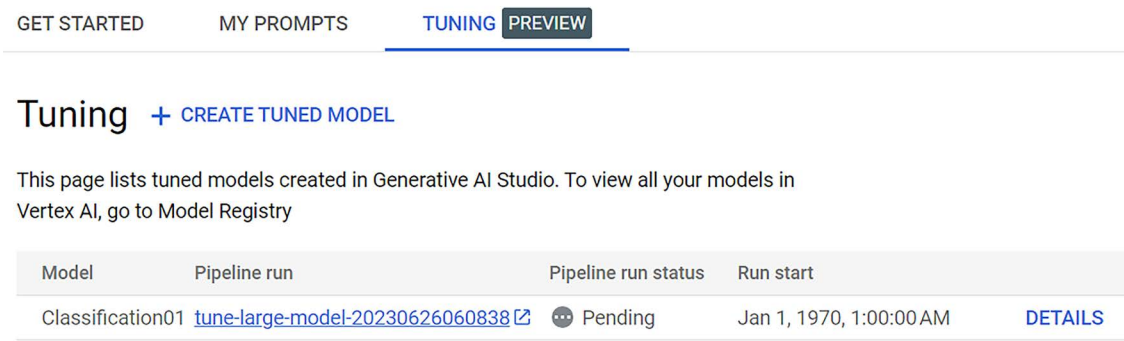 GET STARTED MY PROMPTS TUNING PREVIEW
Tuning + CREATE TUNED MODEL
This page lists tuned models created in Generative AI Studio. To view all your models in
Vertex AI, go to Model Registry
Model Pipeline run Pipeline run status Run start
Classification01 tune-large-model-20230626060838 Pending Jan 1, 1970, 1:00:00 AM DETAILS